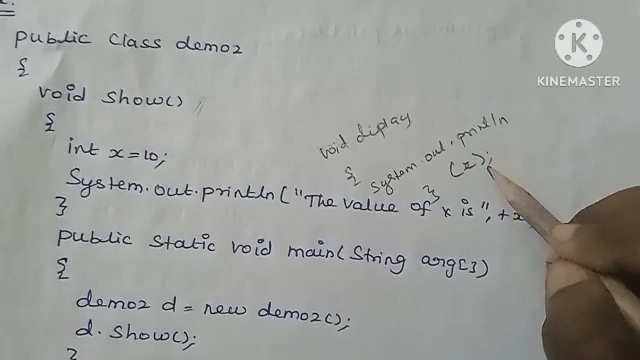 public class demo2
{
void show()
{
int x=10;
System.out.println("The value of x is",+x
}
void diplay
{
System.out.println
(x);
}
public static void main(String arg[])
{
demo2 d = new demo2();
d.show();
}
K
KINEMASTER